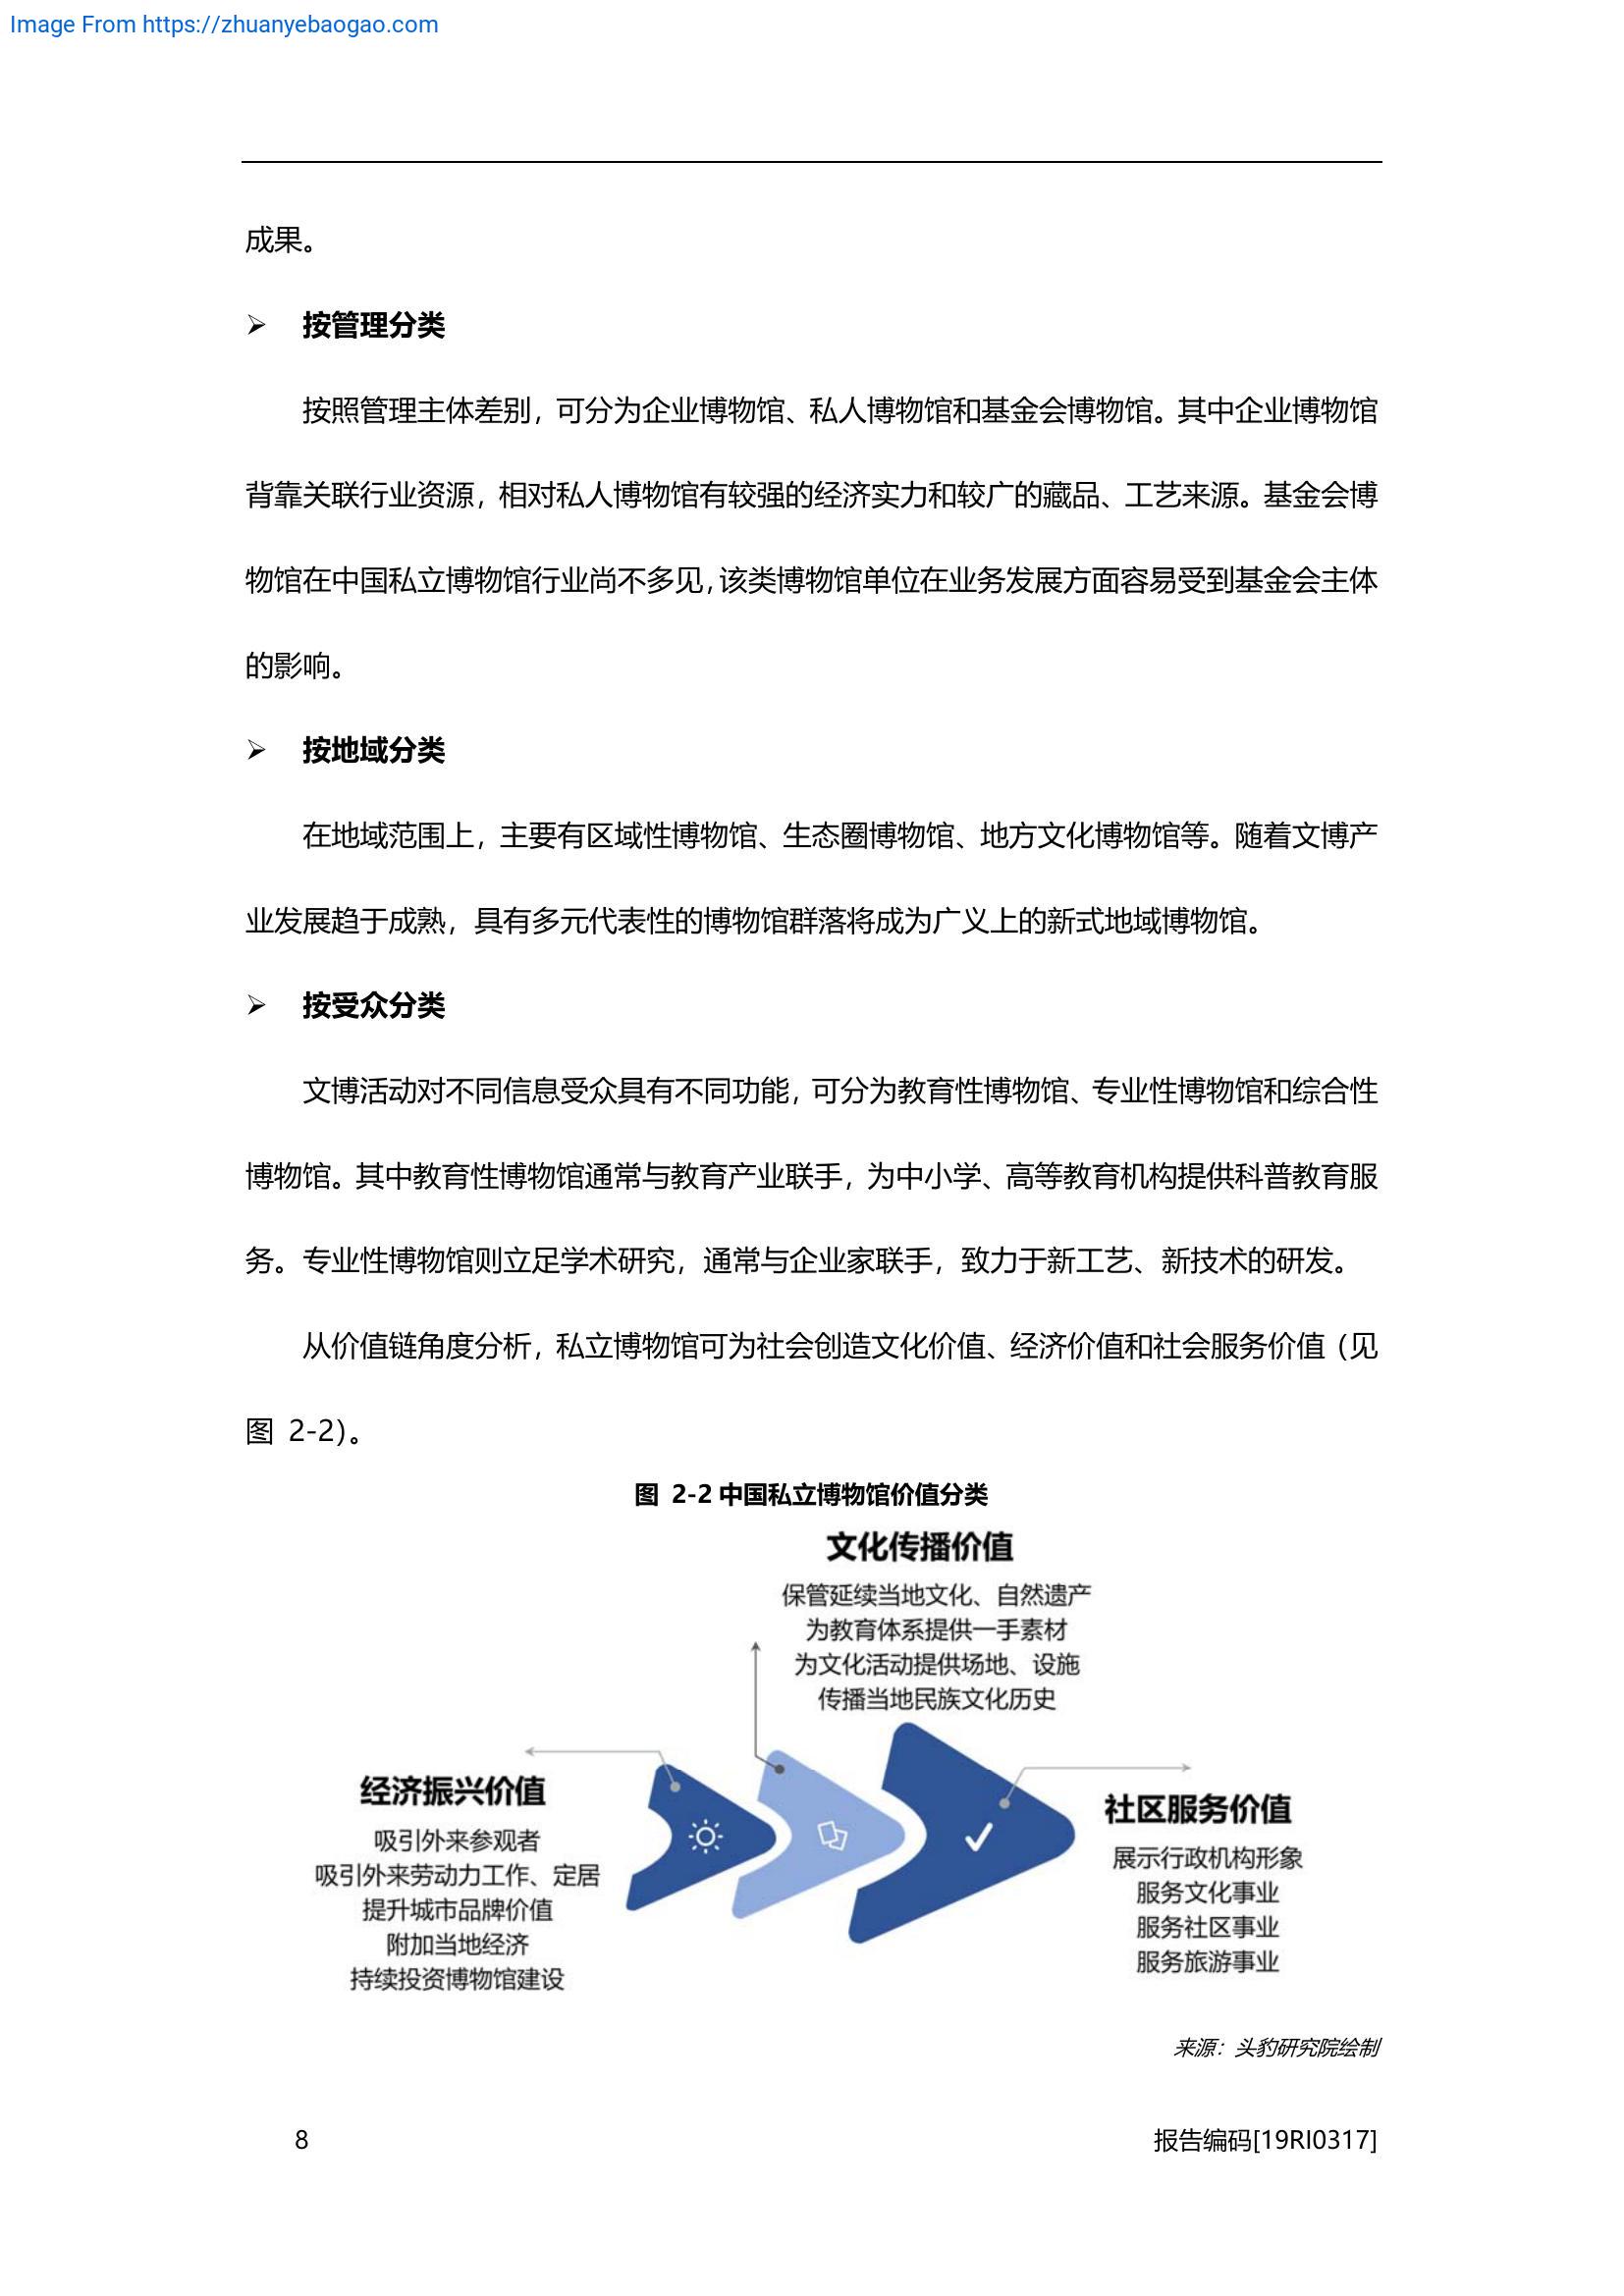 Image From https://zhuanyebaogao.com
成果。
➢ 按管理分类
按照管理主体差别，可分为企业博物馆、私人博物馆和基金会博物馆。其中企业博物馆
背靠关联行业资源，相对私人博物馆有较强的经济实力和较广的藏品、工艺来源。基金会博
物馆在中国私立博物馆行业尚不多见，该类博物馆单位在业务发展方面容易受到基金会主体
的影响。
➢ 按地域分类
在地域范围上，主要有区域性博物馆、生态圈博物馆、地方文化博物馆等。随着文博产
业发展趋于成熟，具有多元代表性的博物馆群落将成为广义上的新式地域博物馆。
➢ 按受众分类
文博活动对不同信息受众具有不同功能，可分为教育性博物馆、专业性博物馆和综合性
博物馆。其中教育性博物馆通常与教育产业联手，为中小学、高等教育机构提供科普教育服
务。专业性博物馆则立足学术研究，通常与企业家联手，致力于新工艺、新技术的研发。
从价值链角度分析，私立博物馆可为社会创造文化价值、经济价值和社会服务价值（见
图 2-2）。
图 2-2 中国私立博物馆价值分类
文化传播价值
保管延续当地文化、自然遗产
为教育体系提供一手素材
为文化活动提供场地、设施
传播当地民族文化历史
经济振兴价值
吸引外来参观者
吸引外来劳动力工作、定居
提升城市品牌价值
附加当地经济
持续投资博物馆建设
社区服务价值
展示行政机构形象
服务文化事业
服务社区事业
服务旅游事业
来源：头豹研究院绘制
8
报告编码[19RI0317]